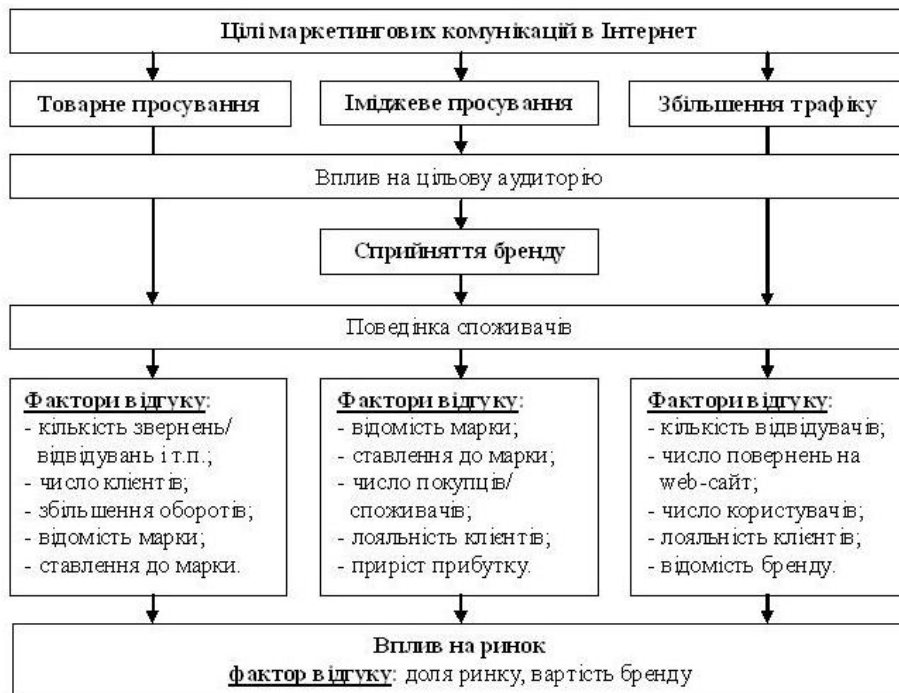 Цілі маркетингових комунікацій в Інтернет
Товарне просування
Іміджеве просування
Збільшення трафіку
Вплив на цільову аудиторію
Сприйняття бренду
Поведінка споживачів
Фактори відгуку:
- кількість звернень/
відвідувань і т.п.;
- число клієнтів;
- збільшення оборотів;
- відомість марки;
- ставлення до марки.
Фактори відгуку:
- відомість марки;
- ставлення до марки;
- число покупців/
споживачів;
- лояльність клієнтів;
- приріст прибутку.
Фактори відгуку:
- кількість відвідувачів;
- число повернень на
web-сайт;
- число користувачів;
- лояльність клієнтів;
- відомість бренду.
Вплив на ринок
фактор відгуку: доля ринку, вартість бренду